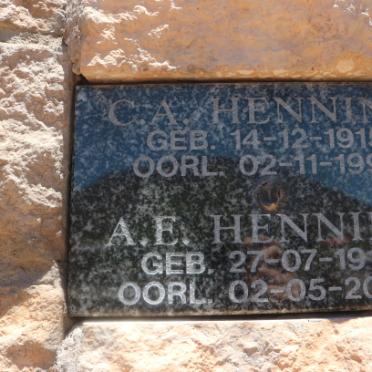 C.A. HENNIN
GEB. 14-12-191
OORL. 02-11-199
A.E. HENNIN
GEB. 27-07-19
OORL. 02-05-20